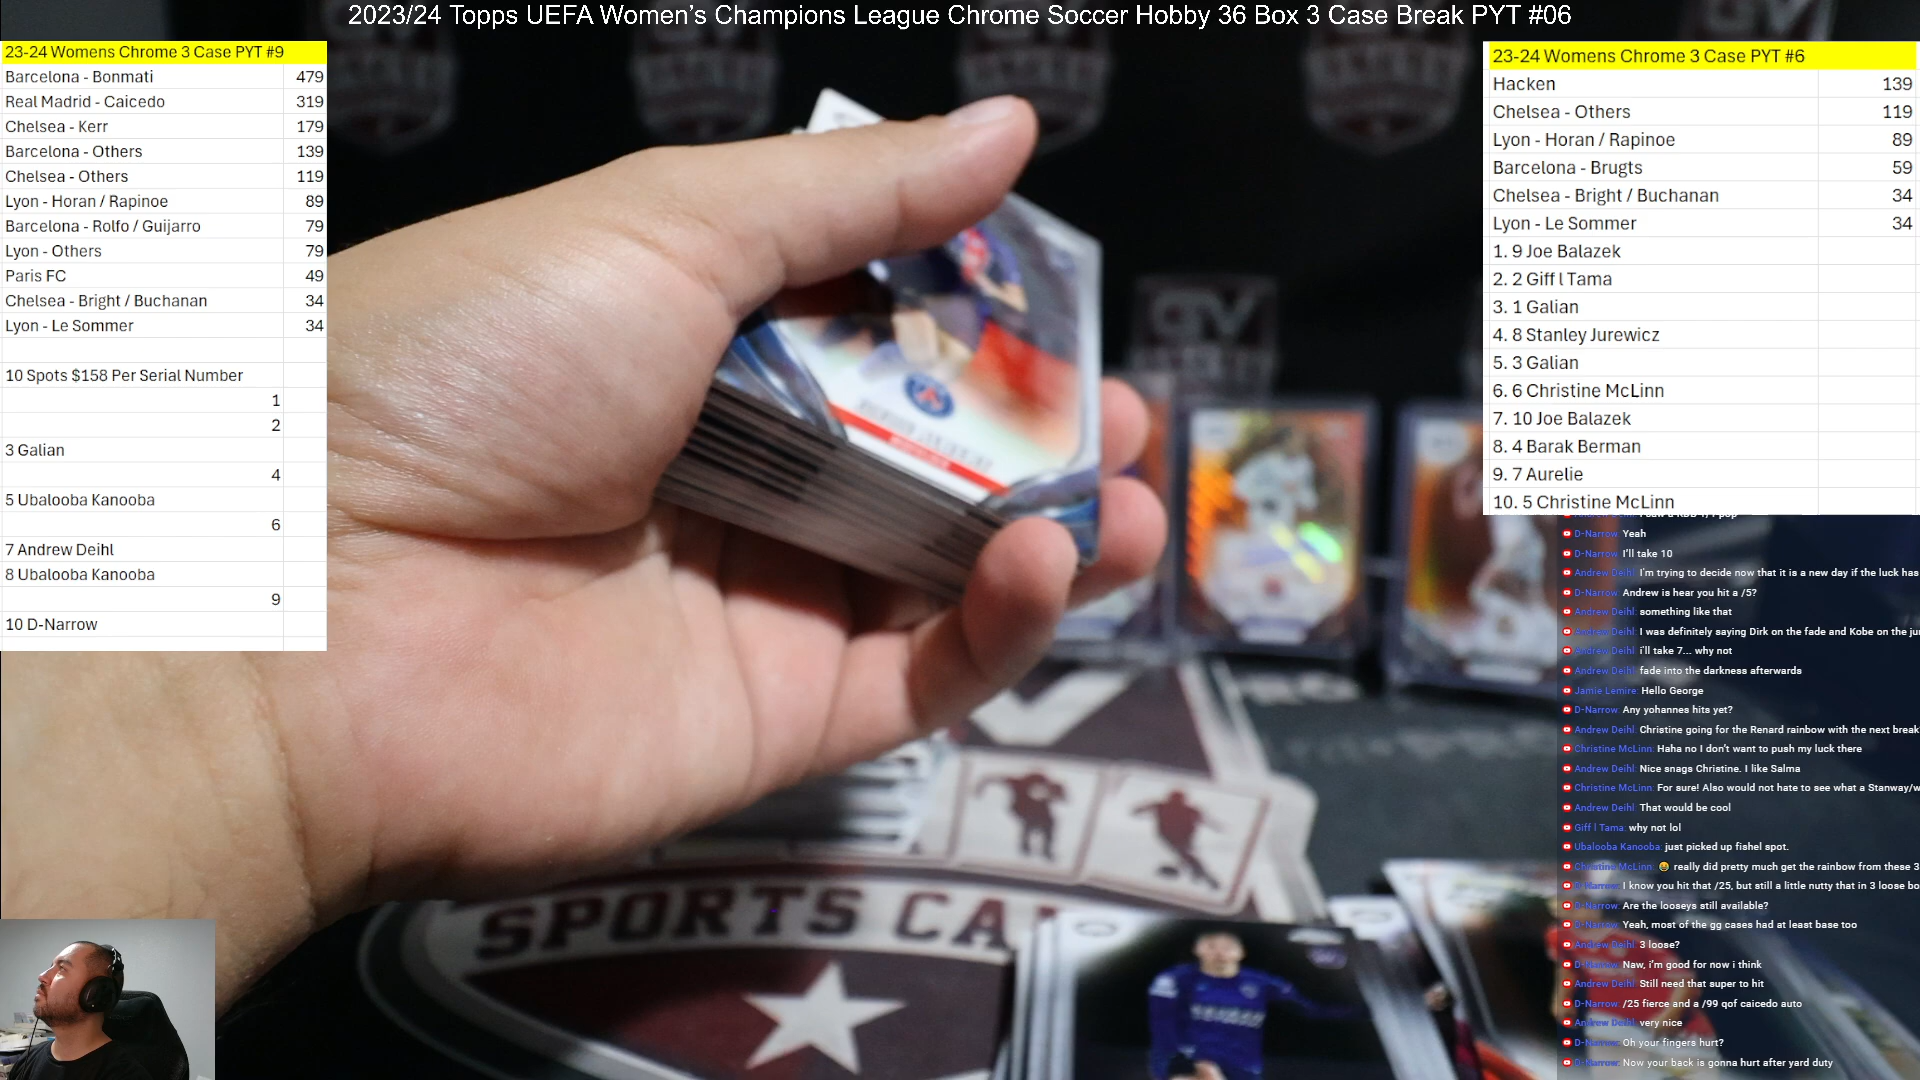 2023/24 Topps UEFA Women’s Champions League Chrome Soccer Hobby 36 Box 3 Case Break PYT #06
23-24 Womens Chrome 3 Case PYT #9
Barcelona - Bonmati 479
Real Madrid - Caicedo 319
Chelsea - Kerr 179
Barcelona - Others 139
Chelsea - Others 119
Lyon - Horan / Rapinoe 89
Barcelona - Rolfo / Guijarro 79
Lyon - Others 79
Paris FC 49
Chelsea - Bright / Buchanan 34
Lyon - Le Sommer 34
10 Spots $158 Per Serial Number
1
2
3 Galian
4
5 Ubalooba Kanooba
6
7 Andrew Deihl
8 Ubalooba Kanooba
9
10 D-Narrow
23-24 Womens Chrome 3 Case PYT #6
Hacken 139
Chelsea - Others 119
Lyon - Horan / Rapinoe 89
Barcelona - Brugts 59
Chelsea - Bright / Buchanan 34
Lyon - Le Sommer 34
1. 9 Joe Balazek
2. 2 Giff l Tama
3. 1 Galian
4. 8 Stanley Jurewicz
5. 3 Galian
6. 6 Christine McLinn
7. 10 Joe Balazek
8. 4 Barak Berman
9. 7 Aurelie
10. 5 Christine McLinn
D-Narrow: Yeah
D-Narrow: I'll take 10
Andrew Deihl: I'm trying to decide now that it is a new day if the luck has
D-Narrow: Andrew is hear you hit a /5?
Andrew Deihl: something like that
Andrew Deihl: I was definitely saying Dirk on the fade and Kobe on the
Andrew Deihl: i'll take 7... why not
Andrew Deihl: fade into the darkness afterwards
Jamie Lemire: Hello George
D-Narrow: Any yohannes hits yet?
Andrew Deihl: Christine going for the Renard rainbow with the next break
Christine McLinn: Haha no I don't want to push my luck there
Andrew Deihl: Nice snags Christine. I like Salma
Christine McLinn: For sure! Also would not hate to see what a Stanway/
Andrew Deihl: That would be cool
Giff l Tama: why not lol
Ubalooba Kanooba: just picked up fishel spot.
Christine McLinn: 😀 really did pretty much get the rainbow from these 3
D-Narrow: I know you hit that /25, but still a little nutty that in 3 loose
D-Narrow: Are the looseys still available?
D-Narrow: Yeah, most of the gg cases had at least base too
Andrew Deihl: 3 loose?
D-Narrow: Naw, i'm good for now i think
Andrew Deihl: Still need that super to hit
D-Narrow: /25 fierce and a /99 qof caicedo auto
Andrew Deihl: very nice
D-Narrow: Oh your fingers hurt?
D-Narrow: Now your back is gonna hurt after yard duty
SPORTS CA